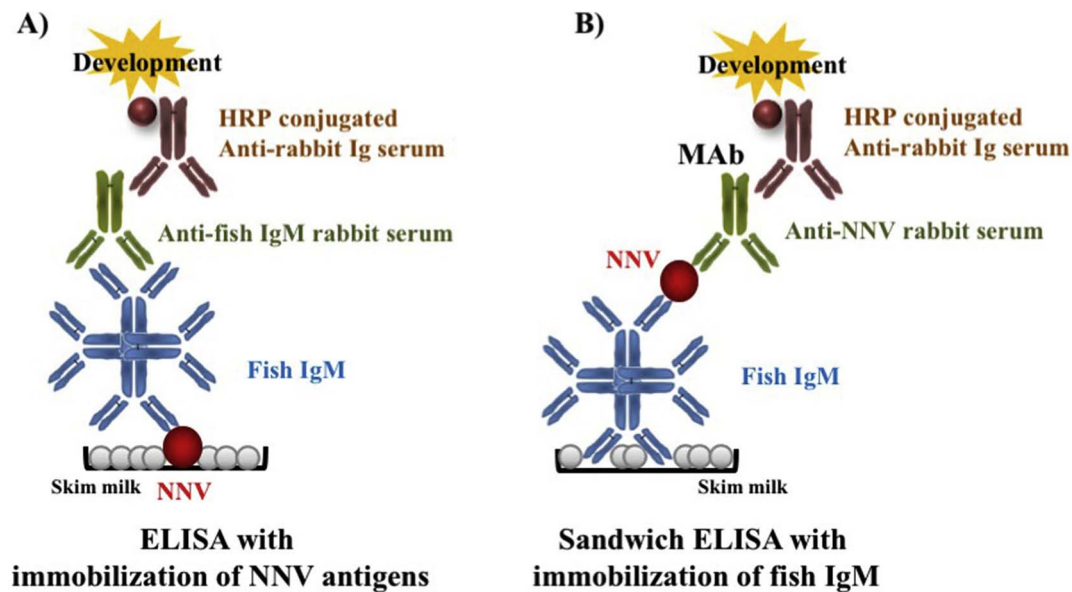 A)
Development
HRP conjugated
Anti-rabbit Ig serum
Anti-fish IgM rabbit serum
Fish IgM
Skim milk
NNV
ELISA with
immobilization of NNV antigens
B)
Development
HRP conjugated
Anti-rabbit Ig serum
MAb
Anti-NNV rabbit serum
NNV
Fish IgM
Skim milk
Sandwich ELISA with
immobilization of fish IgM